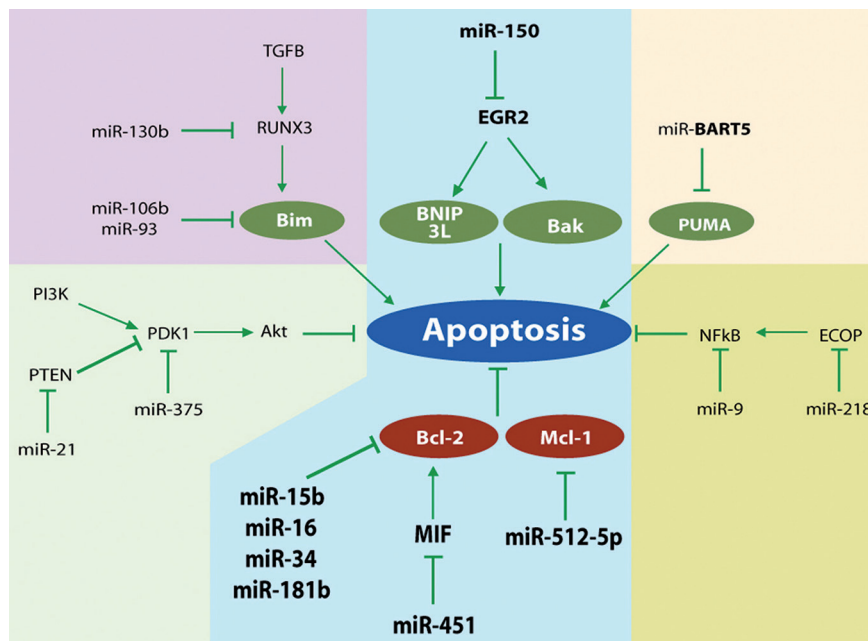 TGFB
miR-130b
RUNX3
miR-106b
miR-93
Bim
miR-150
EGR2
BNIP
3L
Bak
miR-BART5
PUMA
PI3K
PDK1
Akt
PTEN
miR-375
miR-21
Apoptosis
NFkB
ECOP
miR-9
miR-218
Bcl-2
Mcl-1
miR-15b
miR-16
miR-34
miR-181b
MIF
miR-451
miR-512-5p